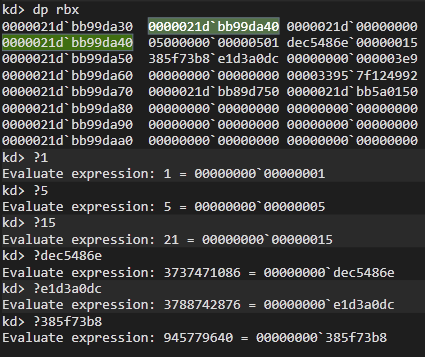 kd> dp rbx
0000021d`bb99da30 0000021d`bb99da40 0000021d`00000000
0000021d`bb99da40 05000000`00000501 dec5486e`00000015
0000021d`bb99da50 385f73b8`e1d3a0dc 00000000`000003e9
0000021d`bb99da60 00000000`00000000 00003395`7f124992
0000021d`bb99da70 0000021d`bb89d750 0000021d`bb5a0150
0000021d`bb99da80 00000000`00000000 00000000`00000000
0000021d`bb99da90 00000000`00000000 00000000`00000000
0000021d`bb99daa0 00000000`00000000 00000000`00000000
kd> ?1
Evaluate expression: 1 = 00000000`00000001
kd> ?5
Evaluate expression: 5 = 00000000`00000005
kd> ?15
Evaluate expression: 21 = 00000000`00000015
kd> ?dec5486e
Evaluate expression: 3737471086 = 00000000`dec5486e
kd> ?e1d3a0dc
Evaluate expression: 3788742876 = 00000000`e1d3a0dc
kd> ?385f73b8
Evaluate expression: 945779640 = 00000000`385f73b8